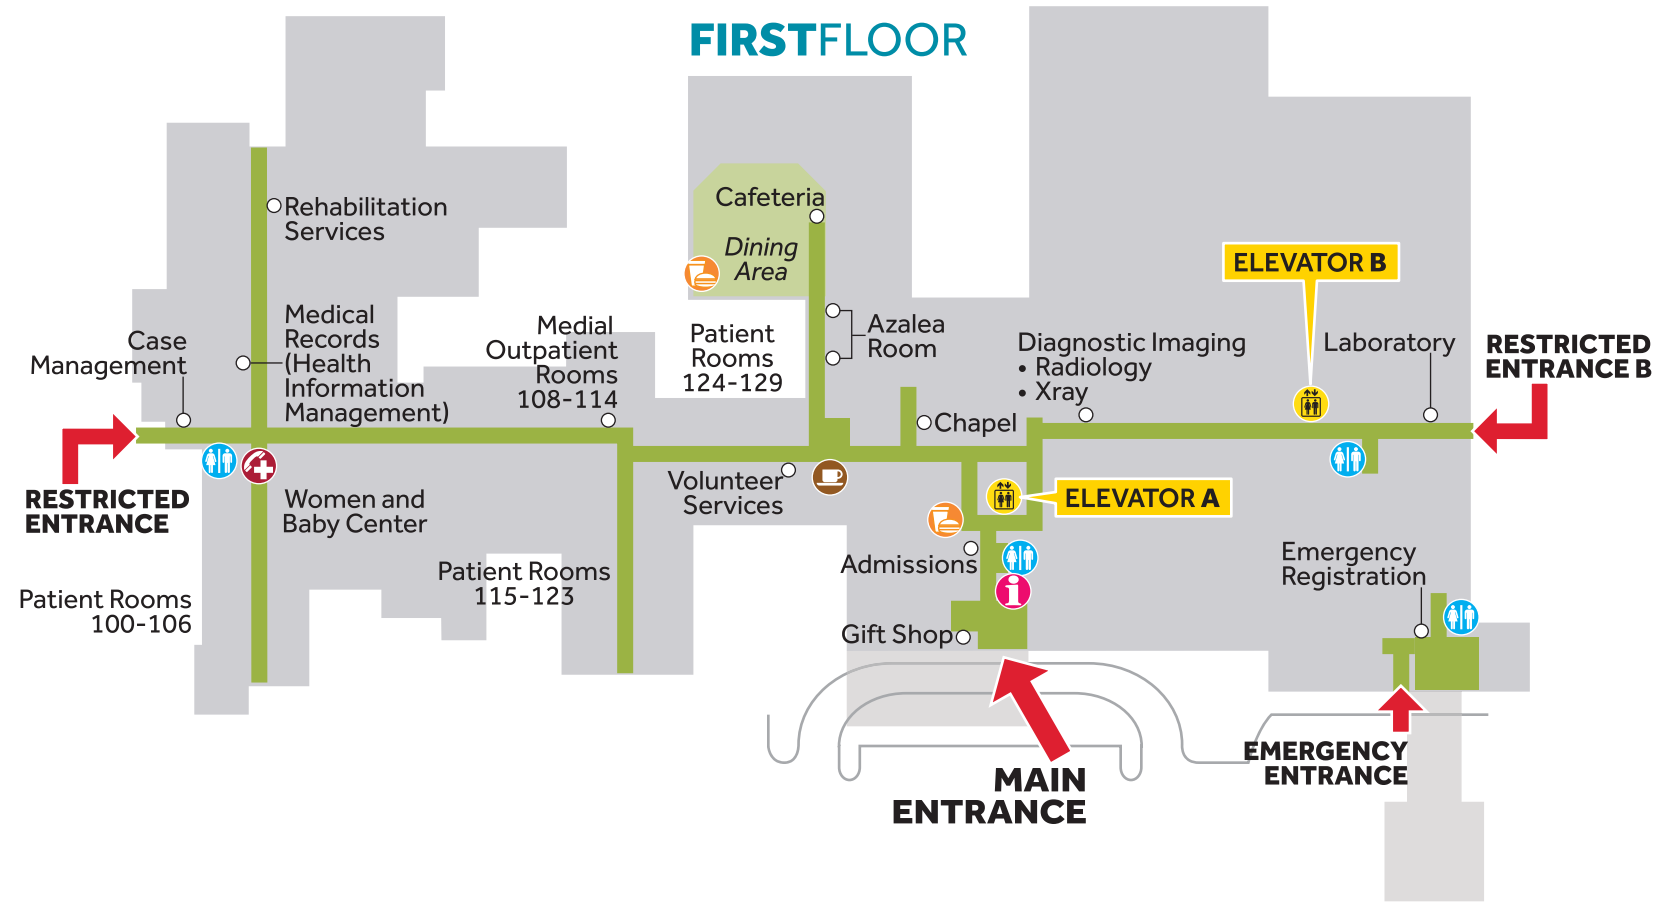 FIRSTFLOOR
Rehabilitation
Services
Medical
Records
(Health
Information
Management)
Case
Management
RESTRICTED
ENTRANCE
Women and
Baby Center
Patient Rooms
100-106
Medial
Outpatient
Rooms
108-114
Patient Rooms
115-123
Cafeteria
Dining
Area
Patient
Rooms
124-129
Azalea
Room
Chapel
Volunteer
Services
Diagnostic Imaging
• Radiology
• Xray
ELEVATOR B
Laboratory
RESTRICTED
ENTRANCE B
ELEVATOR A
Admissions
i
Gift Shop
MAIN
ENTRANCE
Emergency
Registration
EMERGENCY
ENTRANCE